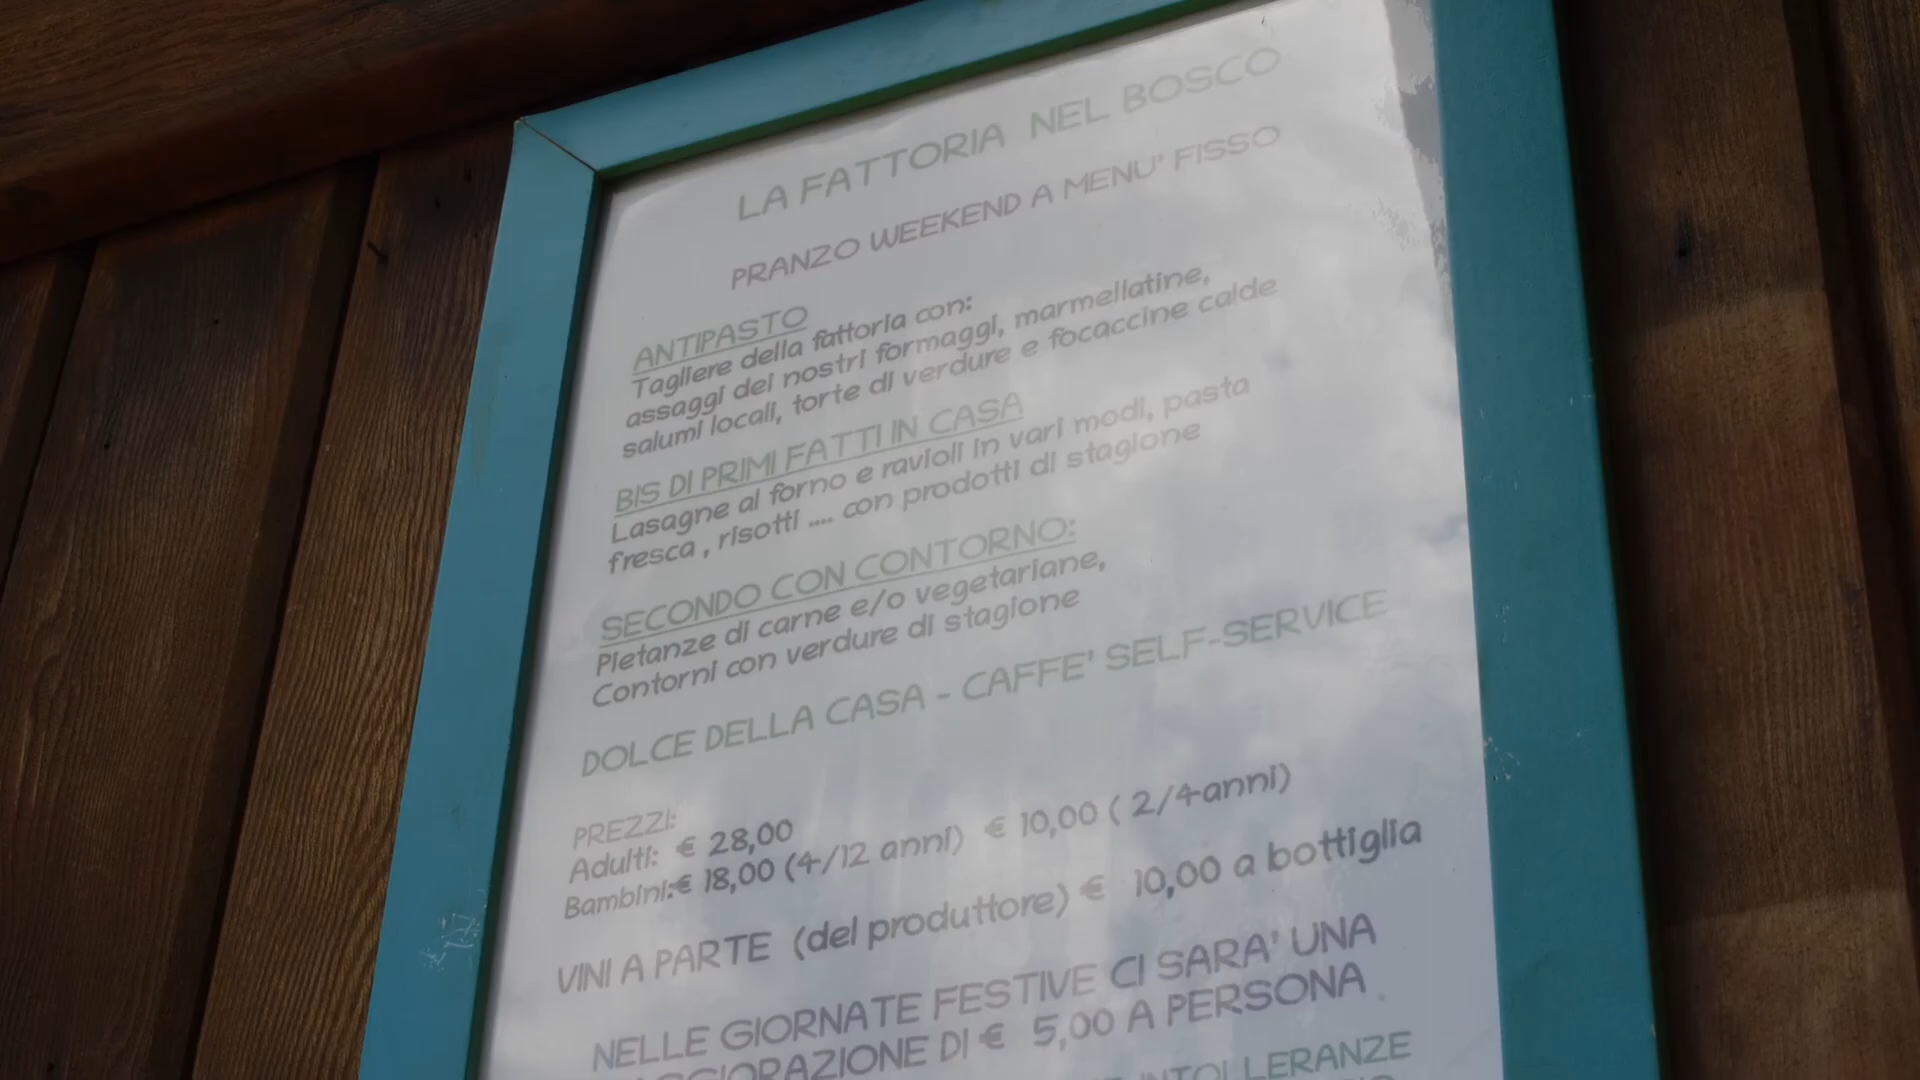 LA FATTORIA NEL BOSCO
PRANZO WEEKEND A MENU' FISSO
ANTIPASTO
Tagliere della fattoria con:
assaggi dei nostri formaggi, marmellatine,
salumi locali, torte di verdure e focaccine calde
BIS DI PRIMI FATTI IN CASA
Lasagne al forno e ravioli in vari modi, pasta
fresca , risotti .... con prodotti di stagione
SECONDO CON CONTORNO:
Pietanze di carne e/o vegetariane,
Contorni con verdure di stagione
DOLCE DELLA CASA - CAFFE' SELF-SERVICE
PREZZI:
Adulti: € 28,00
Bambini:€ 18,00 (4/12 anni) € 10,00 ( 2/4anni)
VINI A PARTE (del produttore) € 10,00 a bottiglia
NELLE GIORNATE FESTIVE CI SARA' UNA
DI € 5,00 A PERSONA
INTOLLERANZE